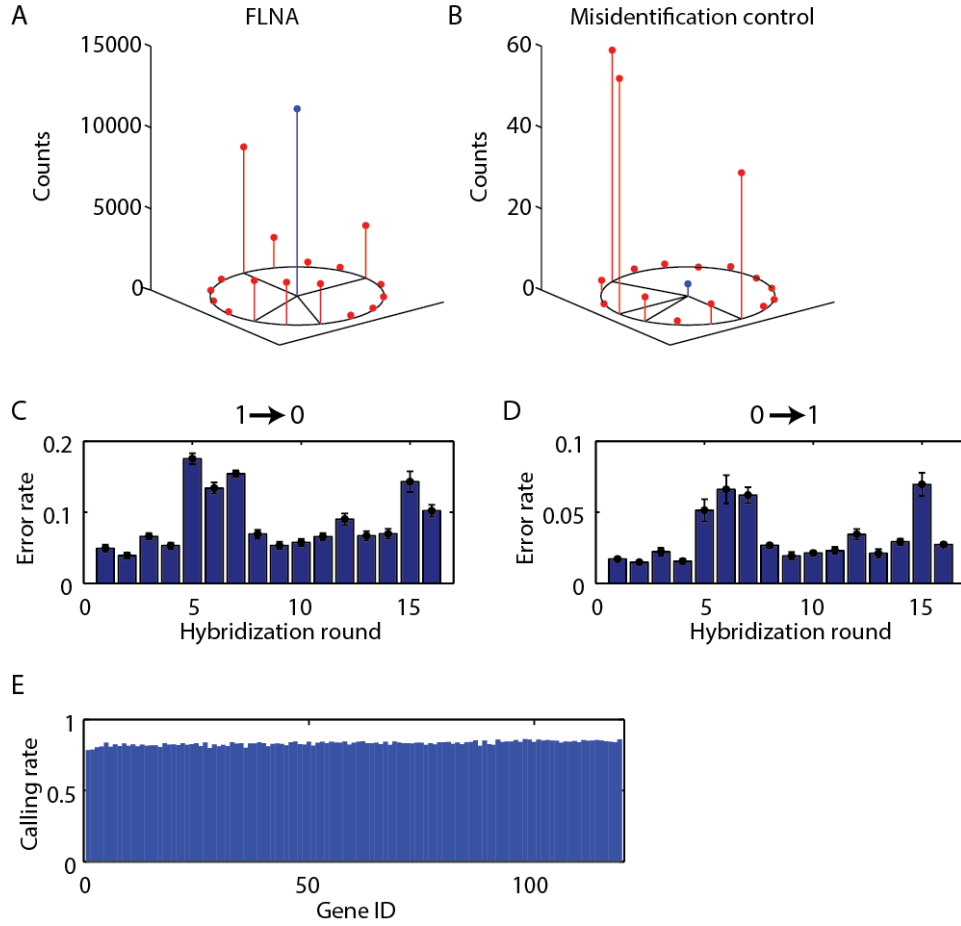 A
FLNA
15000
10000
5000
0
Counts
B
Misidentification control
60
40
20
0
Counts
C
1→0
0.2
0.1
0
Error rate
0 5 10 15
Hybridization round
D
0→1
0.1
0.05
0
Error rate
0 5 10 15
Hybridization round
E
1
0.5
0
Calling rate
0 50 100
Gene ID